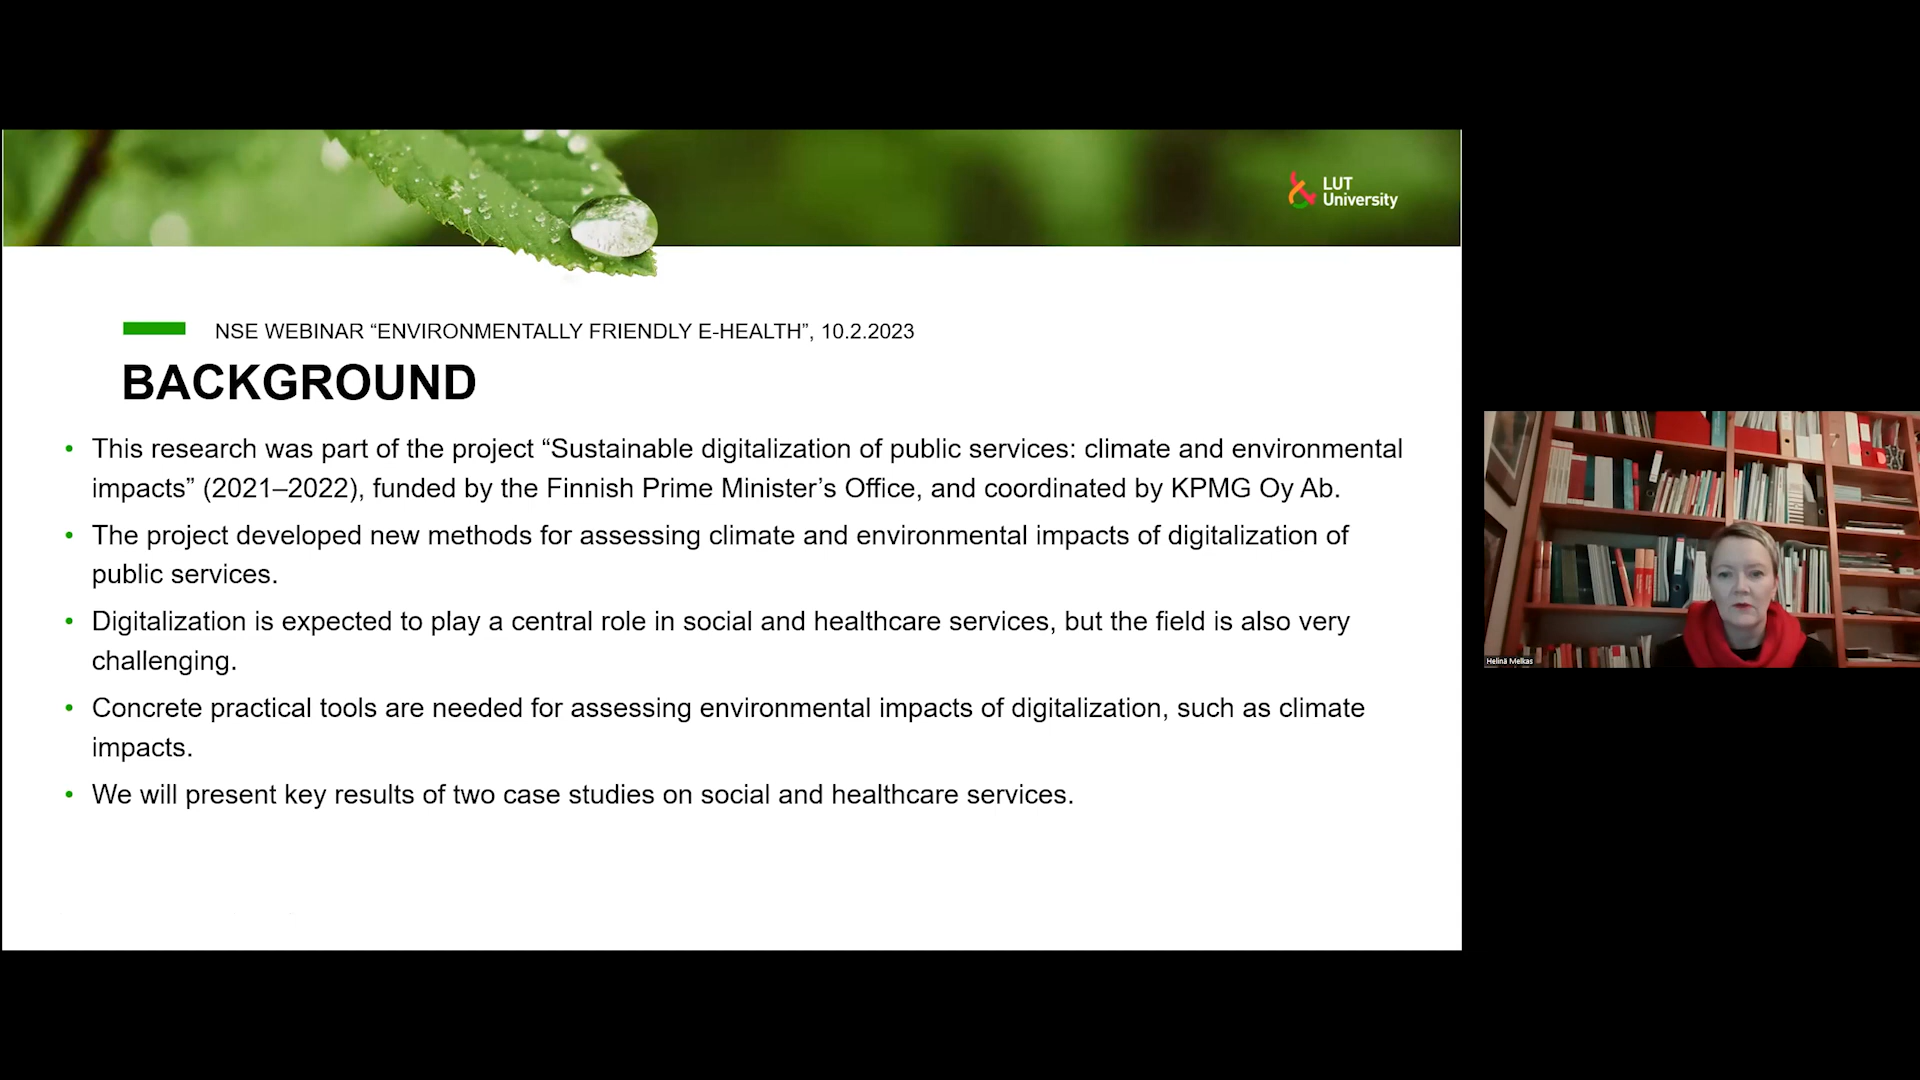 LUT
University
NSE WEBINAR “ENVIRONMENTALLY FRIENDLY E-HEALTH”, 10.2.2023
BACKGROUND
• This research was part of the project “Sustainable digitalization of public services: climate and environmental
impacts” (2021–2022), funded by the Finnish Prime Minister’s Office, and coordinated by KPMG Oy Ab.
• The project developed new methods for assessing climate and environmental impacts of digitalization of
public services.
• Digitalization is expected to play a central role in social and healthcare services, but the field is also very
challenging.
• Concrete practical tools are needed for assessing environmental impacts of digitalization, such as climate
impacts.
• We will present key results of two case studies on social and healthcare services.
Helinä Melkas